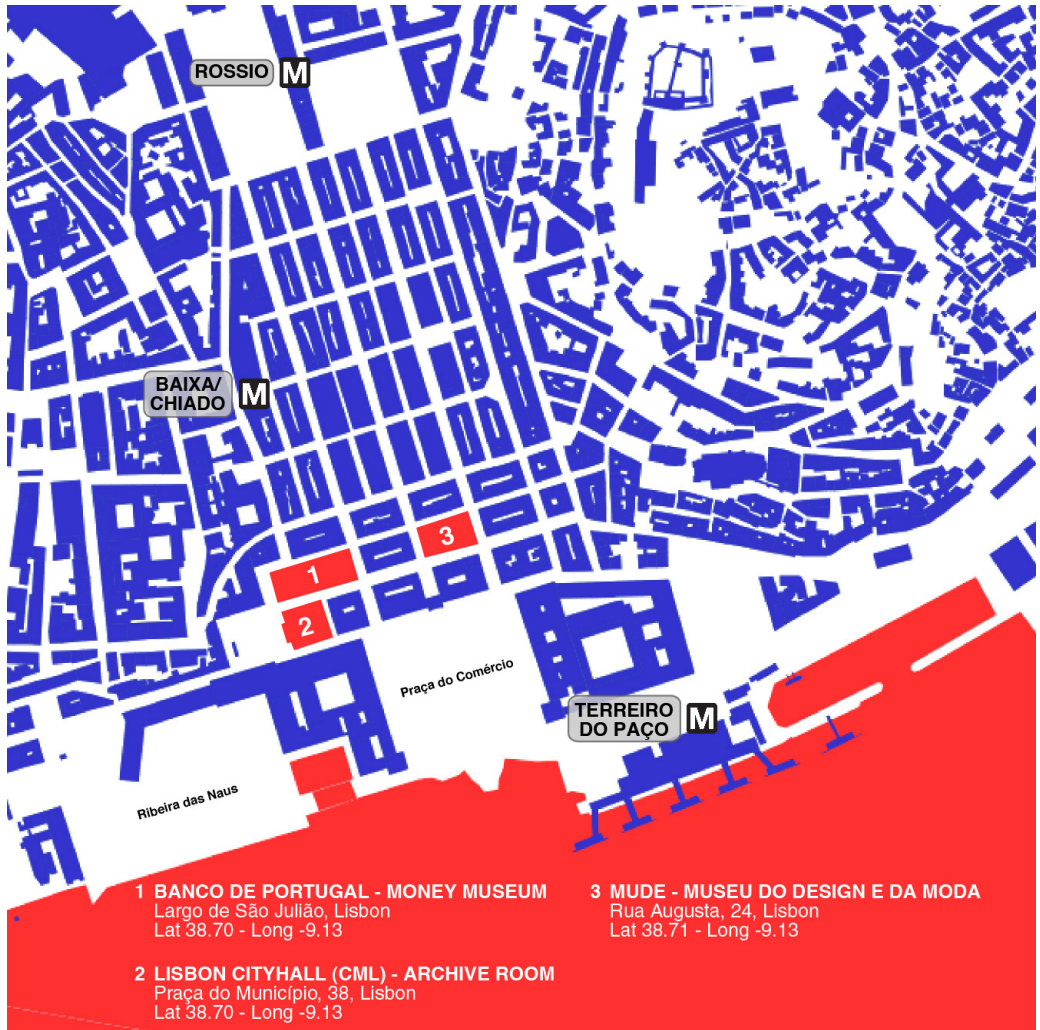 ROSSIO M
BAIXA/
CHIADO M
3
1
2
Praça do Comércio
TERREIRO
DO PAÇO M
Ribeira das Naus
1 BANCO DE PORTUGAL - MONEY MUSEUM
Largo de São Julião, Lisbon
Lat 38.70 - Long -9.13
2 LISBON CITYHALL (CML) - ARCHIVE ROOM
Praça do Município, 38, Lisbon
Lat 38.70 - Long -9.13
3 MUDE - MUSEU DO DESIGN E DA MODA
Rua Augusta, 24, Lisbon
Lat 38.71 - Long -9.13